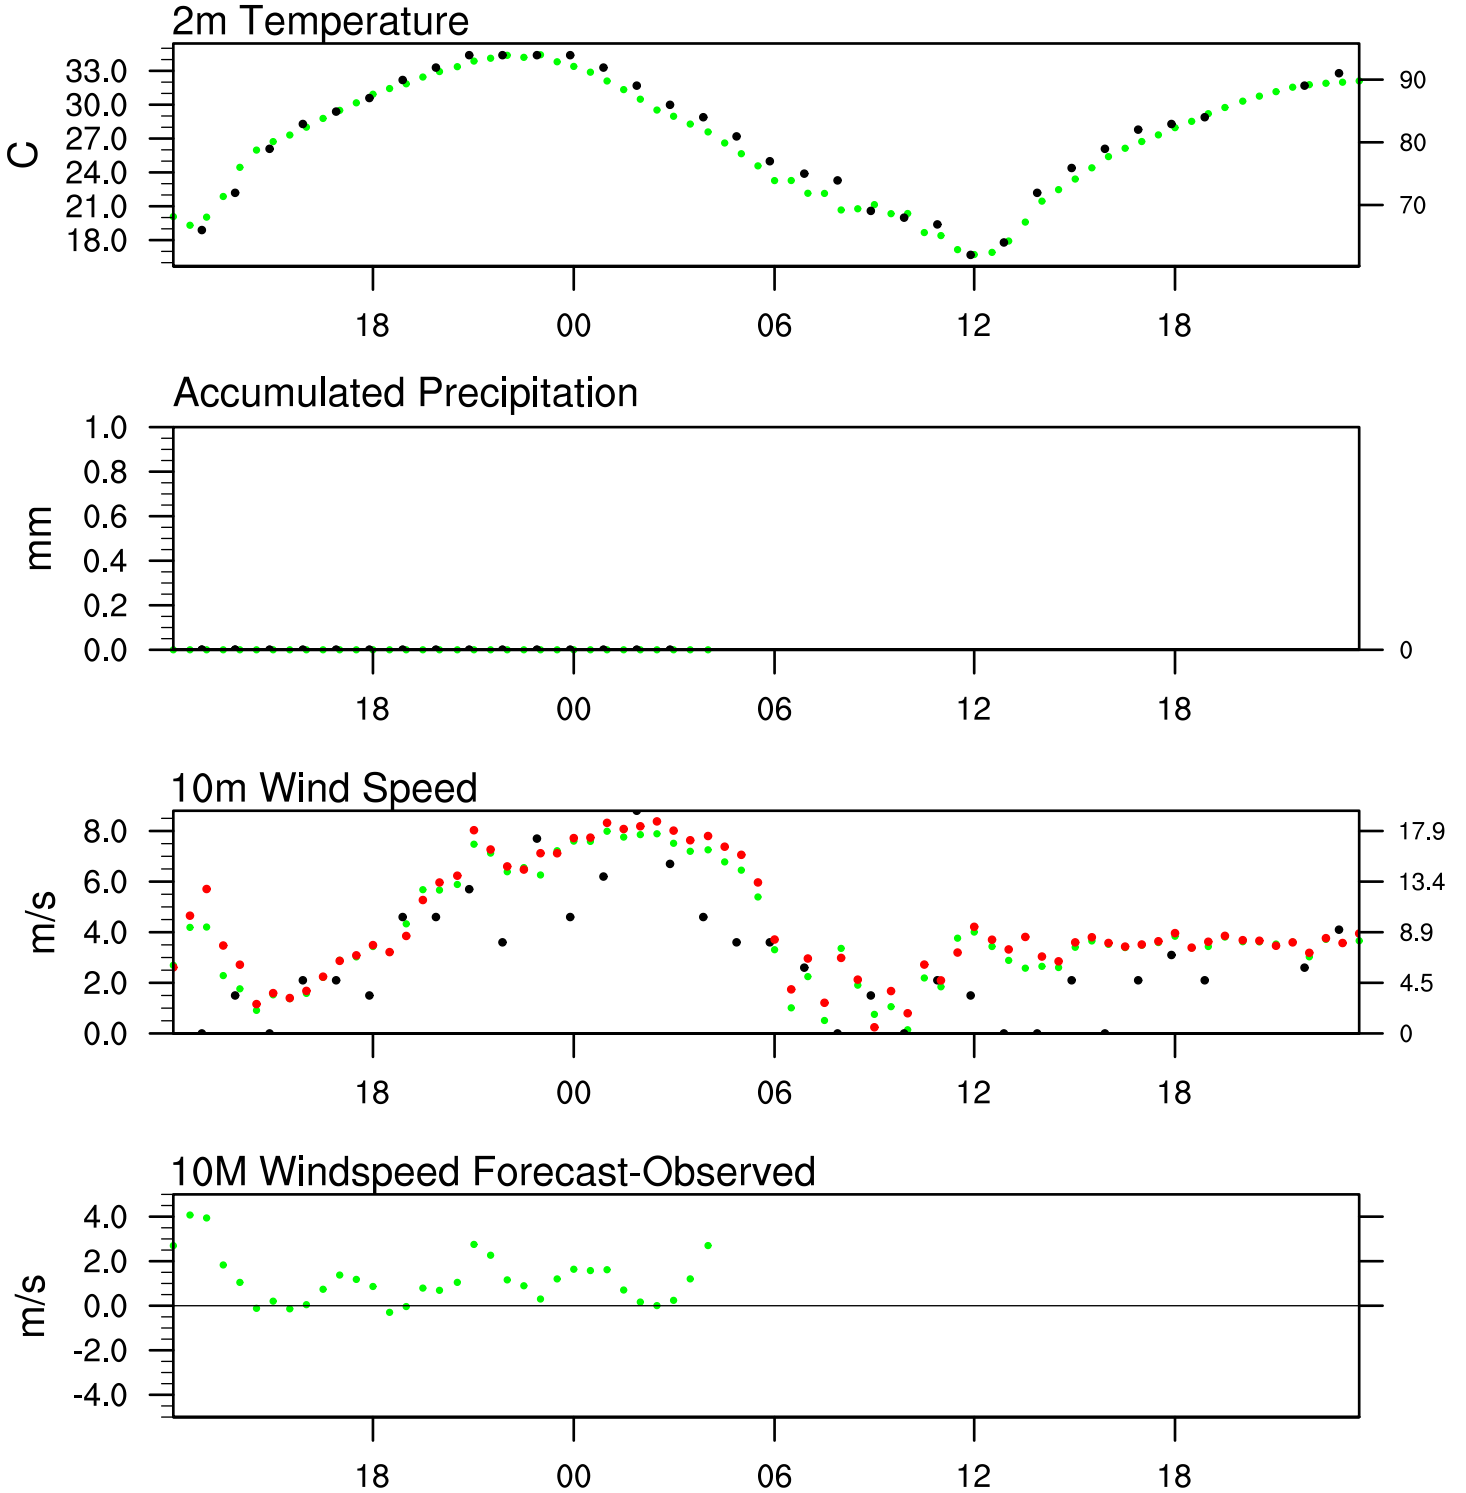 2m Temperature
33.0
30.0
27.0
24.0
21.0
18.0
C
90
80
70
18 00 06 12 18
Accumulated Precipitation
1.0
0.8
0.6
0.4
0.2
0.0
mm
0
18 00 06 12 18
10m Wind Speed
8.0
6.0
4.0
2.0
0.0
m/s
17.9
13.4
8.9
4.5
0
18 00 06 12 18
10M Windspeed Forecast-Observed
4.0
2.0
0.0
-2.0
-4.0
m/s
18 00 06 12 18